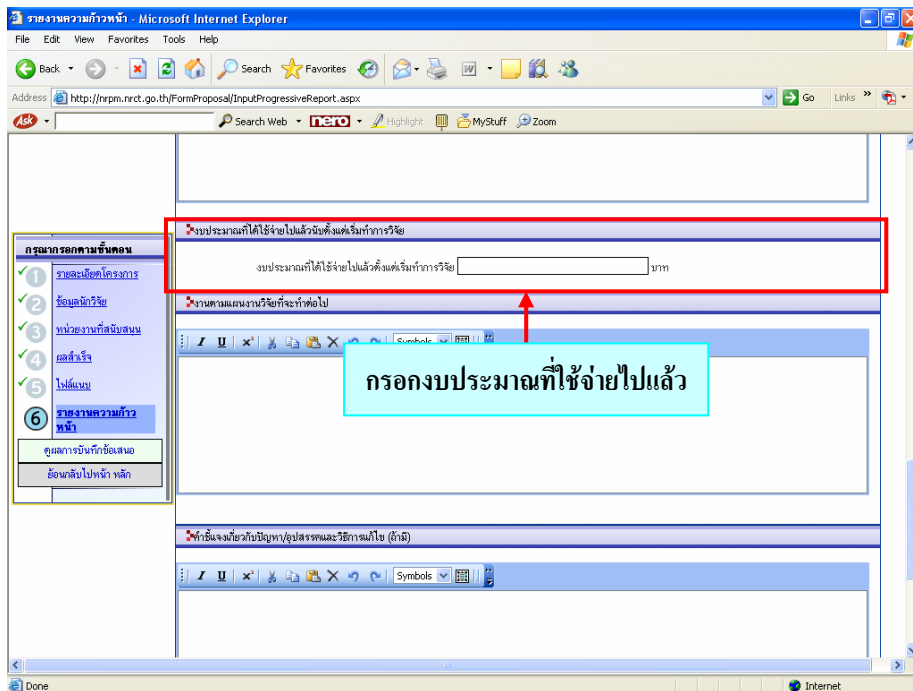 รายงานความก้าวหน้า - Microsoft Internet Explorer
File Edit View Favorites Tools Help
Back Search Favorites
Address http://nrpm.nrct.go.th/FormProposal/InputProgressiveReport.aspx Go Links »
Ask Search Web nero Highlight MyStuff Zoom
งบประมาณที่ได้ใช้จ่ายไปแล้วนับตั้งแต่เริ่มทำการวิจัย
งบประมาณที่ได้ใช้จ่ายไปแล้วตั้งแต่เริ่มทำการวิจัย บาท
กรุณากรอกตามขั้นตอน
1 รายละเอียดโครงการ
2 ข้อมูลนักวิจัย
3 หน่วยงานที่สนับสนุน
4 ผลสำเร็จ
5 ไฟล์แนบ
6 รายงานความก้าว
หน้า
ดูผลการบันทึกข้อเสนอ
ย้อนกลับไปหน้า หลัก
งานตามแผนงานวิจัยที่จะทำต่อไป
I U x² Symbols
กรอกงบประมาณที่ใช้จ่ายไปแล้ว
คำชี้แจงเกี่ยวกับปัญหา/อุปสรรคและวิธีการแก้ไข (ถ้ามี)
I U x² Symbols
Done Internet